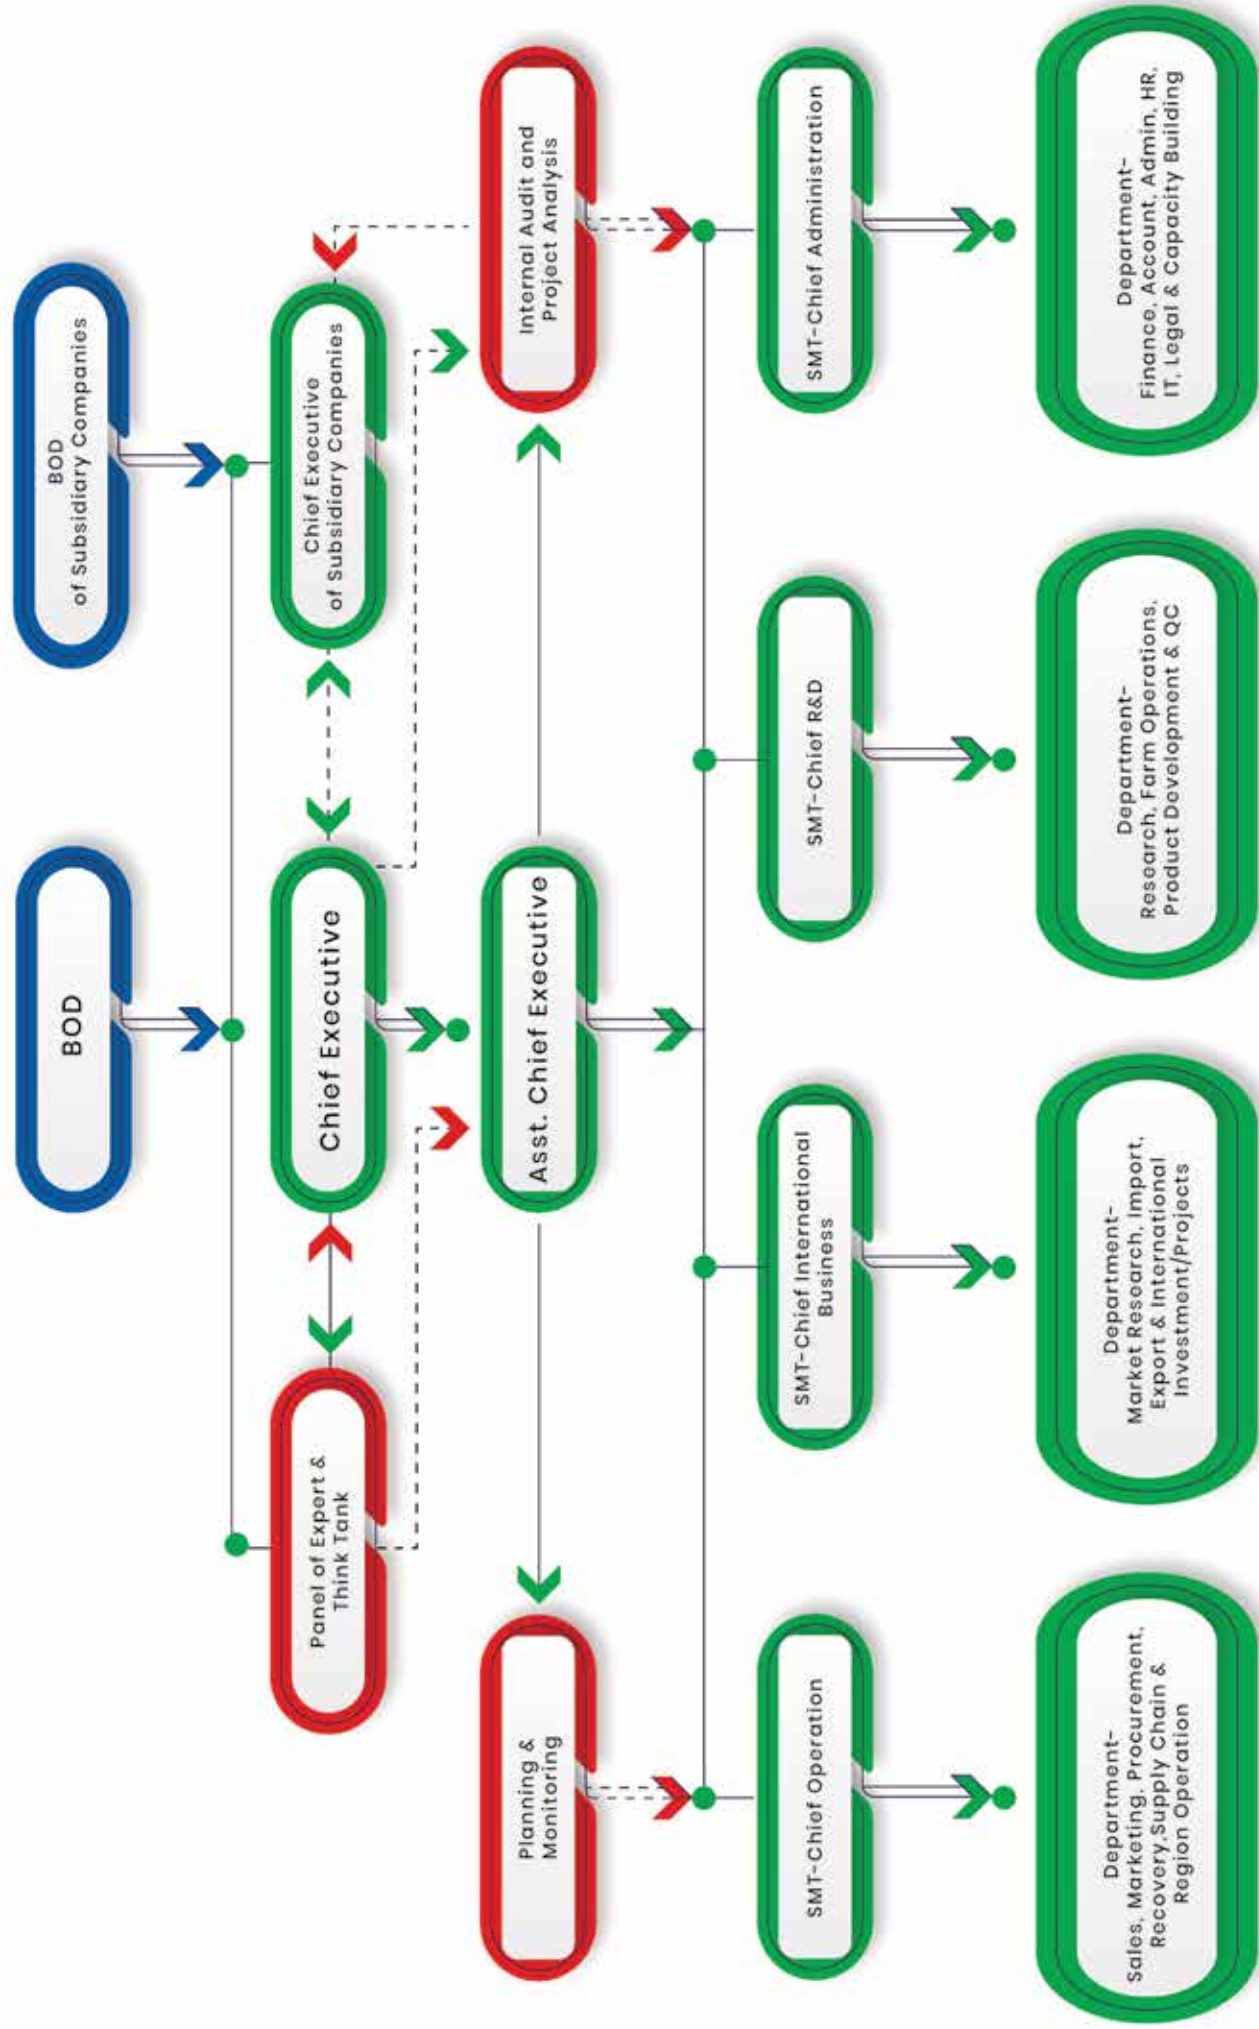 BOD
BOD
of Subsidiary Companies
Panel of Expert &
Think Tank
Chief Executive
Chief Executive
of Subsidiary Companies
Planning &
Monitoring
Asst. Chief Executive
Internal Audit and
Project Analysis
SMT-Chief Operation
SMT-Chief International
Business
SMT-Chief R&D
SMT-Chief Administration
Department-
Sales, Marketing, Procurement,
Recovery,Supply Chain &
Region Operation
Department-
Market Research, Import,
Export & International
Investment/Projects
Department-
Research, Farm Operations,
Product Development & QC
Department-
Finance, Account, Admin, HR,
IT, Legal & Capacity Building